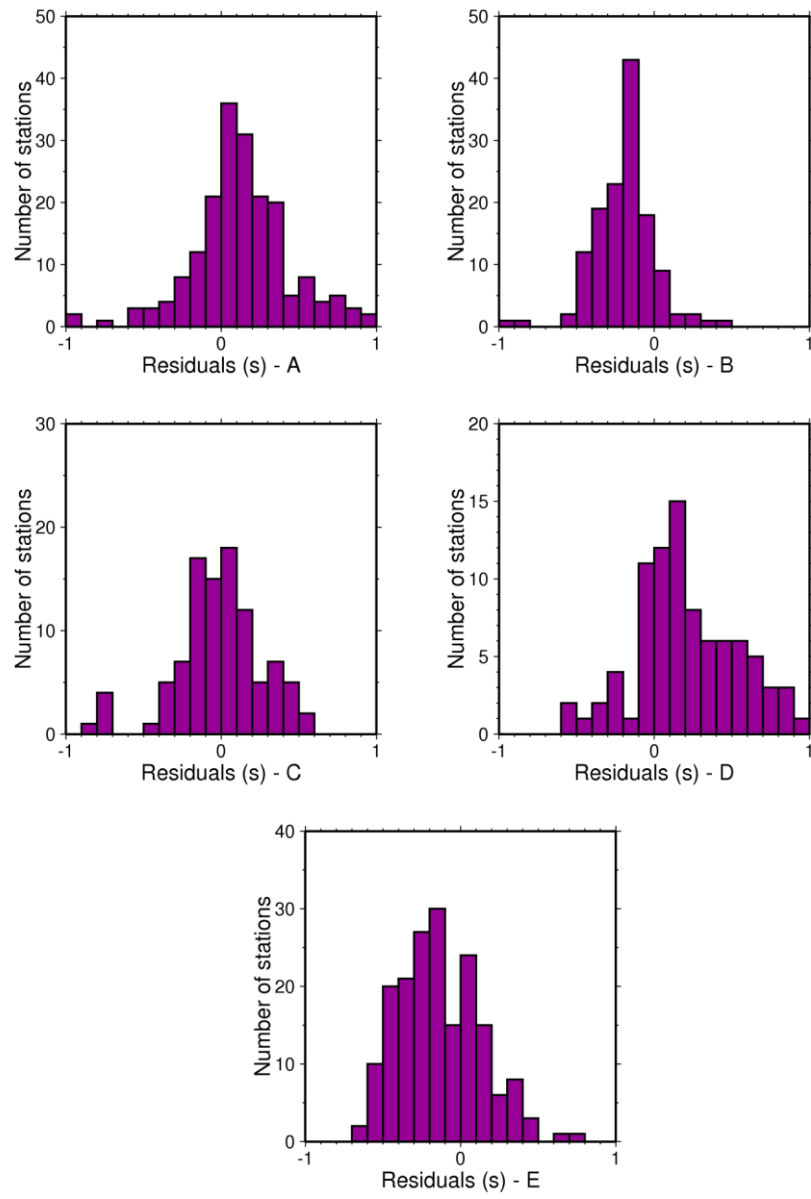 50
40
30
20
10
0
Number of stations
-1 0 1
Residuals (s) - A
50
40
30
20
10
0
Number of stations
-1 0 1
Residuals (s) - B
30
20
10
0
Number of stations
-1 0 1
Residuals (s) - C
20
15
10
5
0
Number of stations
-1 0 1
Residuals (s) - D
40
30
20
10
0
Number of stations
-1 0 1
Residuals (s) - E